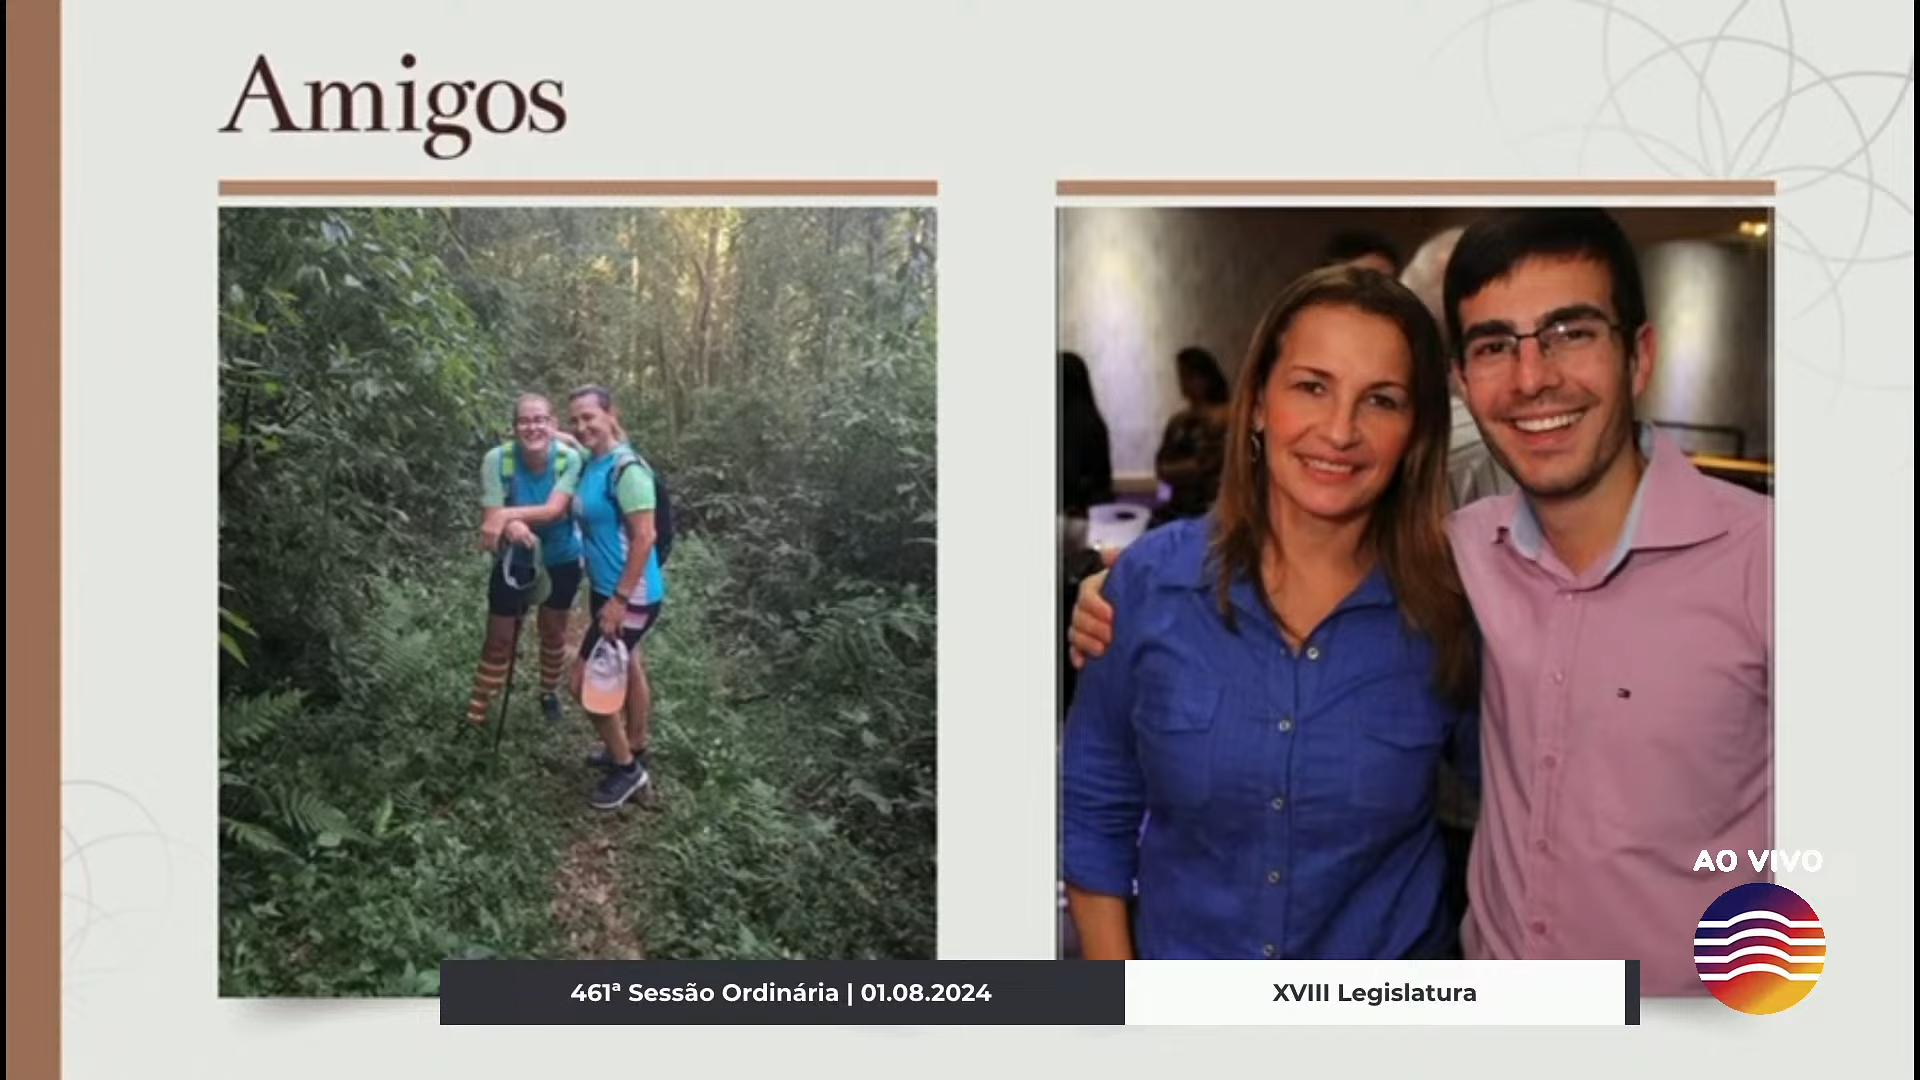 Amigos
AO VIVO
461ª Sessão Ordinária | 01.08.2024
XVIII Legislatura